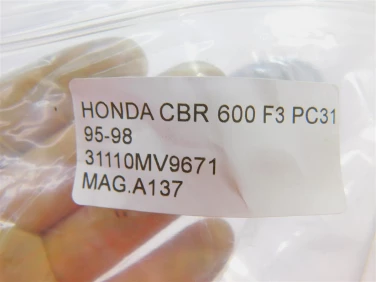 HONDA CBR 600 F3 PC31
95-98
31110MV9671
MAG.A137